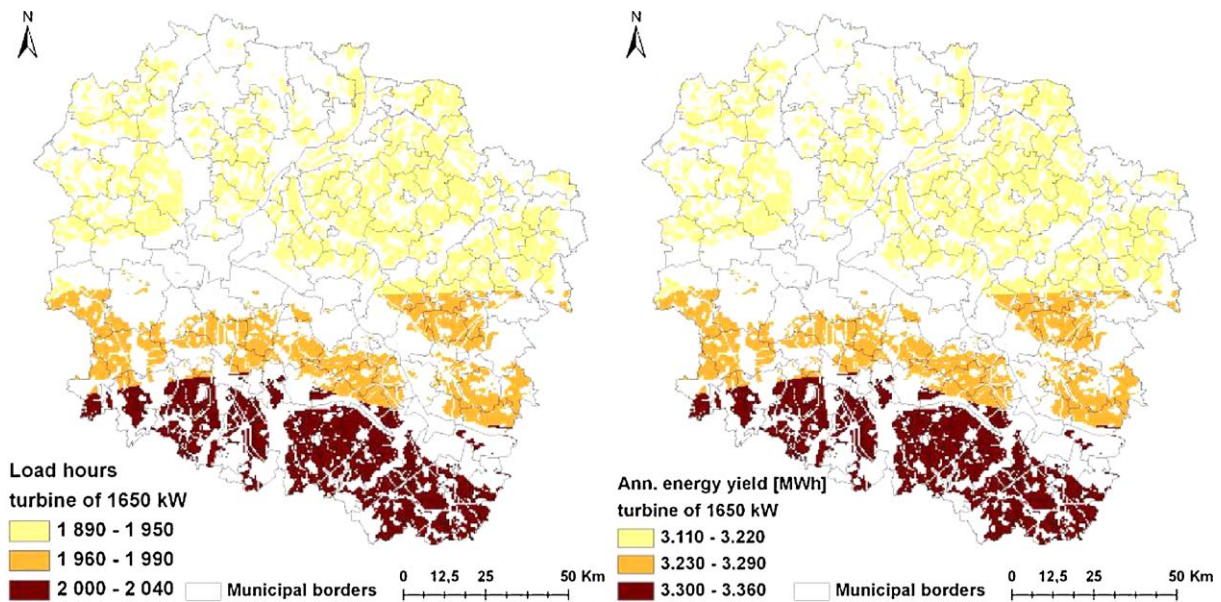 N
Load hours
turbine of 1650 kW
1 890 - 1 950
1 960 - 1 990
2 000 - 2 040
Municipal borders
0 12,5 25 50 Km
N
Ann. energy yield [MWh]
turbine of 1650 kW
3.110 - 3.220
3.230 - 3.290
3.300 - 3.360
Municipal borders
0 12,5 25 50 Km